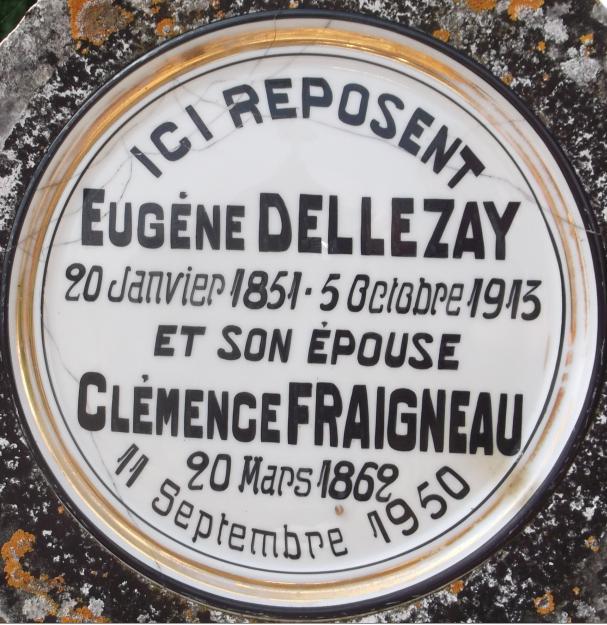 ICI REPOSENT
EUGÉNE DELLEZAY
20 Janvier 1851 · 5 Octobre 1913
ET SON ÉPOUSE
CLÉMENCE FRAIGNEAU
20 Mars 1862
11 Septembre 1950